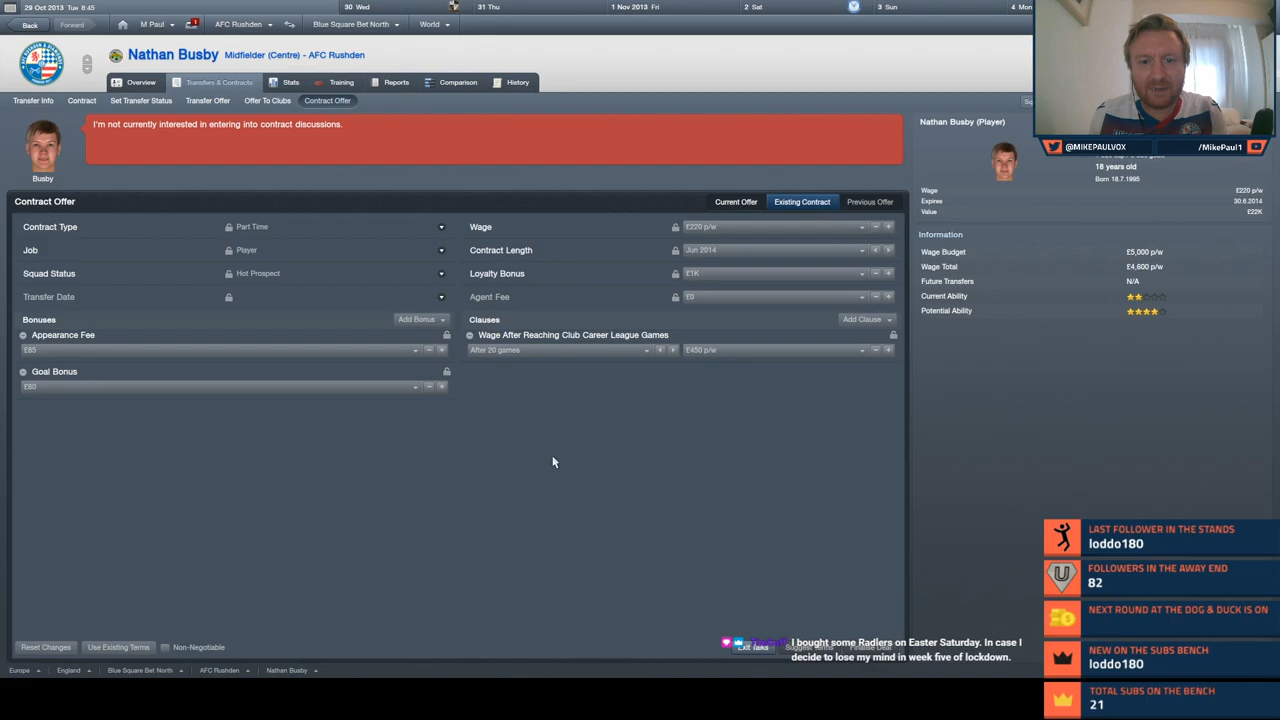 29 Oct 2013 Tue 8:45
30 Wed
31 Thu
1 Nov 2013 Fri
2 Sat
3 Sun
4 Mon
Back
Forward
M Paul
AFC Rushden
Blue Square Bet North
World
Nathan Busby
Midfielder (Centre) - AFC Rushden
Overview
Transfers & Contracts
Stats
Training
Reports
Comparison
History
Transfer Info
Contract
Set Transfer Status
Transfer Offer
Offer To Clubs
Contract Offer
I'm not currently interested in entering into contract discussions.
Busby
@MIKEPAULVOX
/MikePaul1
Nathan Busby (Player)
18 years old
Born 18.7.1995
Wage £220 p/w
Expires 30.6.2014
Value £22K
Information
Wage Budget £5,000 p/w
Wage Total £4,600 p/w
Future Transfers N/A
Current Ability
Potential Ability
Contract Offer
Current Offer
Existing Contract
Previous Offer
Contract Type Part Time
Wage £220 p/w
Job Player
Contract Length Jun 2014
Squad Status Hot Prospect
Loyalty Bonus £1K
Transfer Date
Agent Fee £0
Bonuses
Add Bonus
Clauses
Add Clause
Appearance Fee
£85
Wage After Reaching Club Career League Games
After 20 games
£450 p/w
Goal Bonus
£60
Reset Changes
Use Existing Terms
Non-Negotiable
Exit Talks
I bought some Radlers on Easter Saturday. In case I
decide to lose my mind in week five of lockdown.
LAST FOLLOWER IN THE STANDS
loddo180
FOLLOWERS IN THE AWAY END
82
NEXT ROUND AT THE DOG & DUCK IS ON
NEW ON THE SUBS BENCH
loddo180
TOTAL SUBS ON THE BENCH
21
Europe
England
Blue Square Bet North
AFC Rushden
Nathan Busby